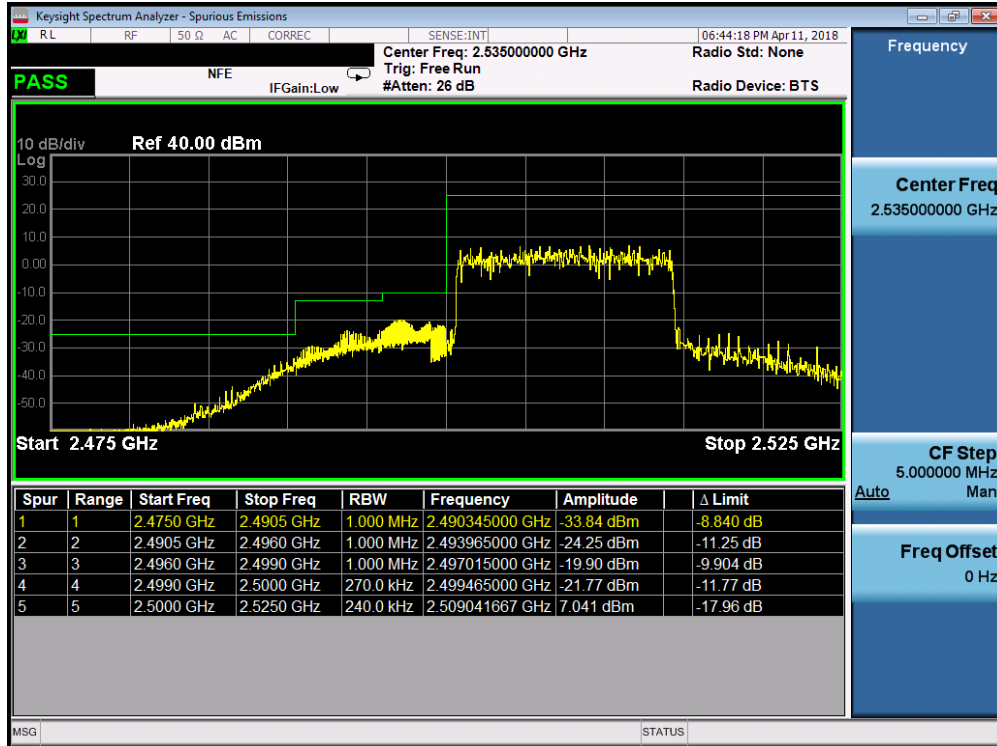 Keysight Spectrum Analyzer - Spurious Emissions
LXI RL RF 50 Ω AC CORREC SENSE:INT 06:44:18 PM Apr 11, 2018
Center Freq: 2.535000000 GHz Radio Std: None
Trig: Free Run
PASS NFE IFGain:Low #Atten: 26 dB Radio Device: BTS
10 dB/div Ref 40.00 dBm
Log
30.0
20.0
10.0
0.00
-10.0
-20.0
-30.0
-40.0
-50.0
Start 2.475 GHz Stop 2.525 GHz
Spur Range Start Freq Stop Freq RBW Frequency Amplitude Δ Limit
1 1 2.4750 GHz 2.4905 GHz 1.000 MHz 2.490345000 GHz -33.84 dBm -8.840 dB
2 2 2.4905 GHz 2.4960 GHz 1.000 MHz 2.493965000 GHz -24.25 dBm -11.25 dB
3 3 2.4960 GHz 2.4990 GHz 1.000 MHz 2.497015000 GHz -19.90 dBm -9.904 dB
4 4 2.4990 GHz 2.5000 GHz 270.0 kHz 2.499465000 GHz -21.77 dBm -11.77 dB
5 5 2.5000 GHz 2.5250 GHz 240.0 kHz 2.509041667 GHz 7.041 dBm -17.96 dB
MSG STATUS
Frequency
Center Freq
2.535000000 GHz
CF Step
5.000000 MHz
Auto Man
Freq Offset
0 Hz